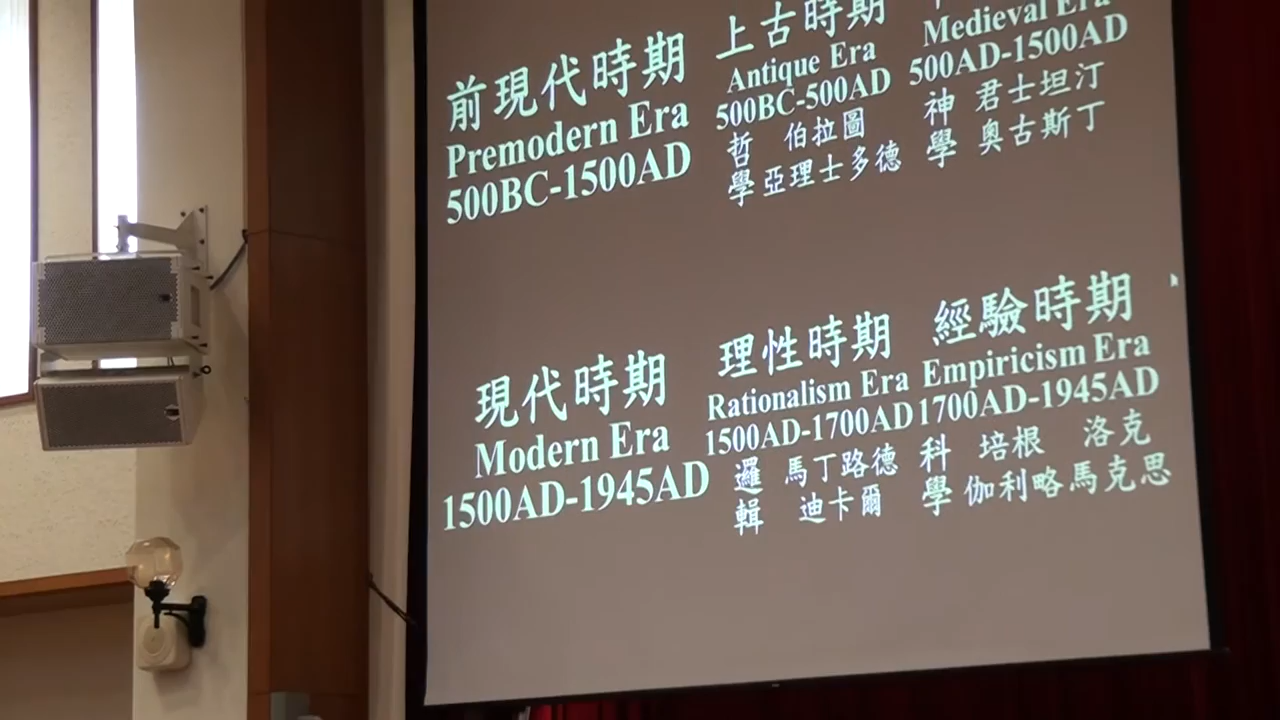 前現代時期
Premodern Era
500BC-1500AD
上古時期
Antique Era
500BC-500AD
哲學
伯拉圖
亞理士多德
Medieval Era
500AD-1500AD
神學
君士坦汀
奧古斯丁
現代時期
Modern Era
1500AD-1945AD
理性時期
Rationalism Era
1500AD-1700AD
邏輯
馬丁路德
迪卡爾
經驗時期
Empiricism Era
1700AD-1945AD
科學
培根 洛克
伽利略 馬克思